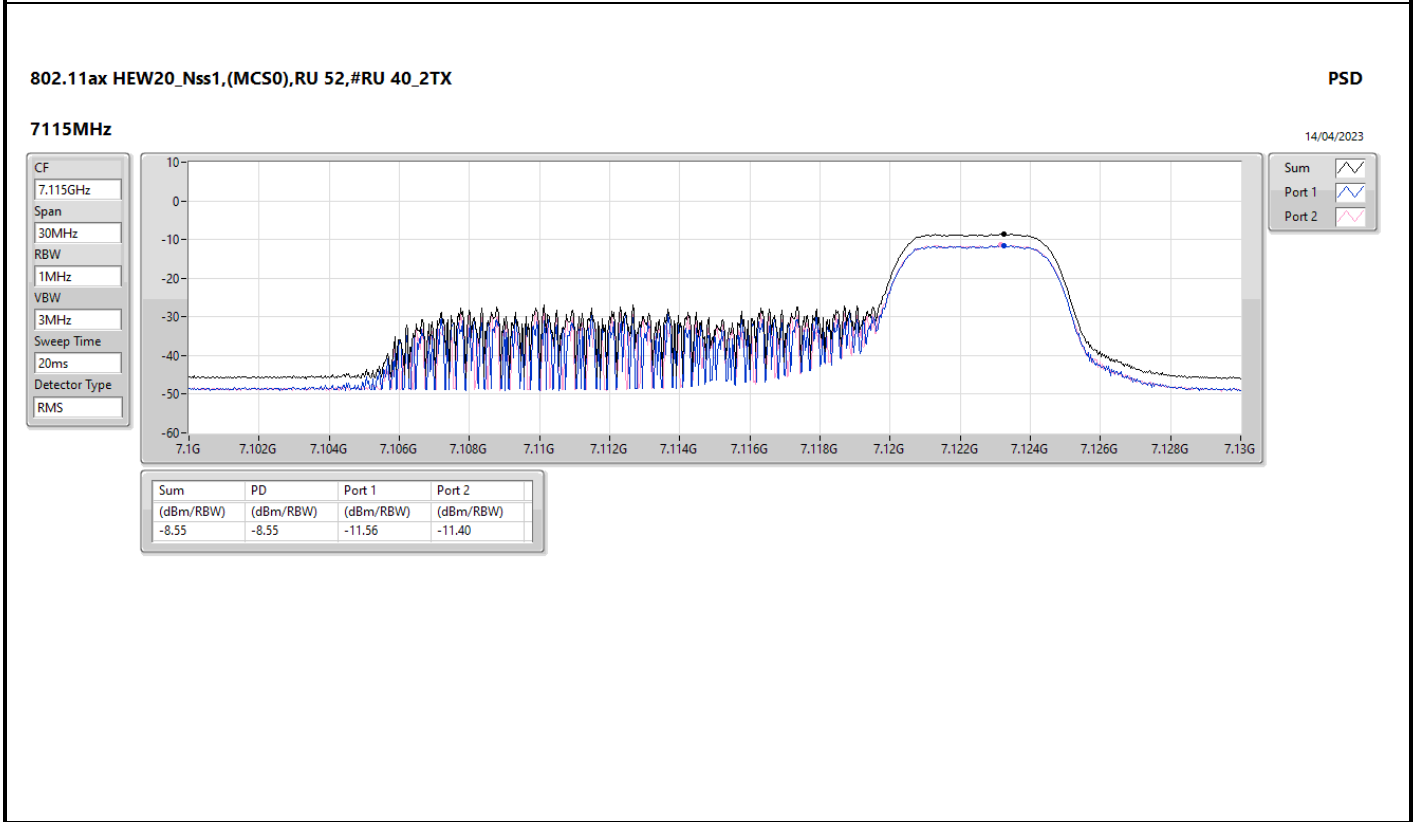 802.11ax HEW20_Nss1,(MCS0),RU 52,#RU 40_2TX PSD
7115MHz
14/04/2023
CF
7.115GHz
Span
30MHz
RBW
1MHz
VBW
3MHz
Sweep Time
20ms
Detector Type
RMS
10
0
-10
-20
-30
-40
-50
-60
7.1G 7.102G 7.104G 7.106G 7.108G 7.11G 7.112G 7.114G 7.116G 7.118G 7.12G 7.122G 7.124G 7.126G 7.128G 7.13G
Sum
Port 1
Port 2
Sum PD Port 1 Port 2
(dBm/RBW) (dBm/RBW) (dBm/RBW) (dBm/RBW)
-8.55 -8.55 -11.56 -11.40